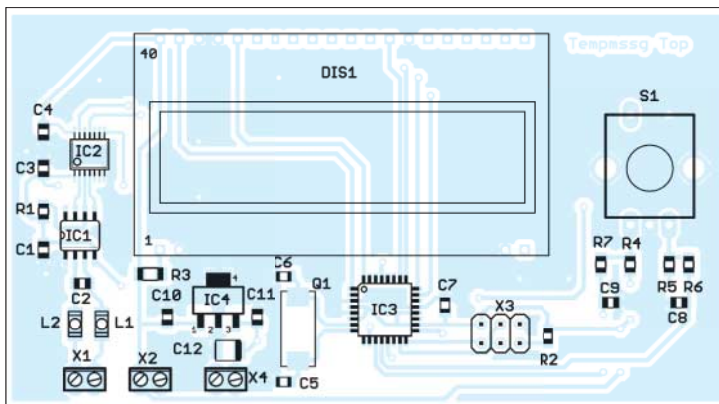 Tempmssg Top
40
DIS1
S1
C4
IC2
C3
R1
IC1
C1
1
R3
C6
Q1
C7
R7
R4
C2
C10
4
IC4
C11
IC3
X3
R5
R6
C9
C8
L2
L1
1 2 3
C12
R2
X1
X2
X4
C5